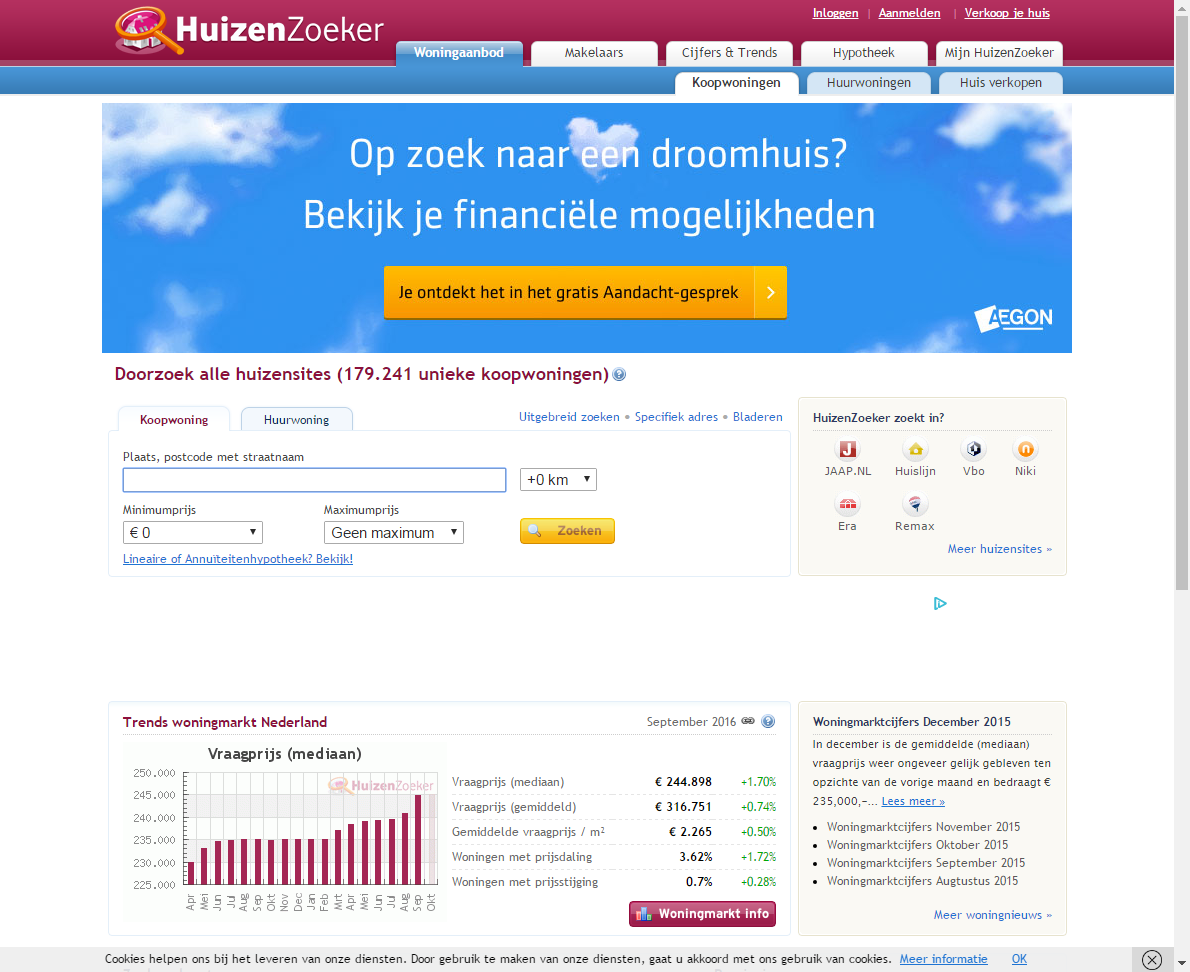 Inloggen | Aanmelden | Verkoop je huis
HuizenZoeker
Woningaanbod Makelaars Cijfers & Trends Hypotheek Mijn HuizenZoeker
Koopwoningen Huurwoningen Huis verkopen
Op zoek naar een droomhuis?
Bekijk je financiële mogelijkheden
Je ontdekt het in het gratis Aandacht-gesprek
AEGON
Doorzoek alle huizensites (179.241 unieke koopwoningen)
Koopwoning Huurwoning
Uitgebreid zoeken • Specifiek adres • Bladeren
Plaats, postcode met straatnaam
+0 km
Minimumprijs Maximumprijs
€ 0 Geen maximum Zoeken
Lineaire of Annuïteitenhypotheek? Bekijk!
HuizenZoeker zoekt in?
JAAP.NL Huislijn Vbo Niki
Era Remax
Meer huizensites »
Trends woningmarkt Nederland September 2016
Vraagprijs (mediaan)
HuizenZoeker
250.000
245.000
240.000
235.000
230.000
225.000
Apr Mei Jun Jul Aug Sep Okt Nov Dec Jan Feb Mrt Apr Mei Jun Jul Aug Sep Okt
Vraagprijs (mediaan) € 244.898 +1.70%
Vraagprijs (gemiddeld) € 316.751 +0.74%
Gemiddelde vraagprijs / m² € 2.265 +0.50%
Woningen met prijsdaling 3.62% +1.72%
Woningen met prijsstijging 0.7% +0.28%
Woningmarkt info
Woningmarktcijfers December 2015
In december is de gemiddelde (mediaan)
vraagprijs weer ongeveer gelijk gebleven ten
opzichte van de vorige maand en bedraagt €
235,000,–... Lees meer »
• Woningmarktcijfers November 2015
• Woningmarktcijfers Oktober 2015
• Woningmarktcijfers September 2015
• Woningmarktcijfers Augtustus 2015
Meer woningnieuws »
Cookies helpen ons bij het leveren van onze diensten. Door gebruik te maken van onze diensten, gaat u akkoord met ons gebruik van cookies. Meer informatie OK